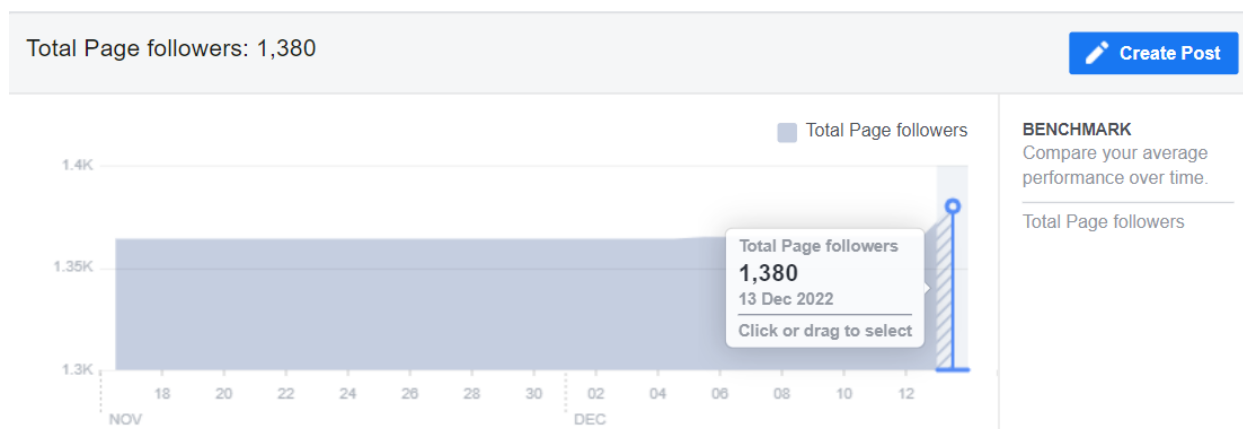 Total Page followers: 1,380
Create Post
Total Page followers
BENCHMARK
Compare your average
performance over time.
Total Page followers
1.4K
1.35K
1.3K
Total Page followers
1,380
13 Dec 2022
Click or drag to select
18 20 22 24 26 28 30 02 04 06 08 10 12
NOV DEC